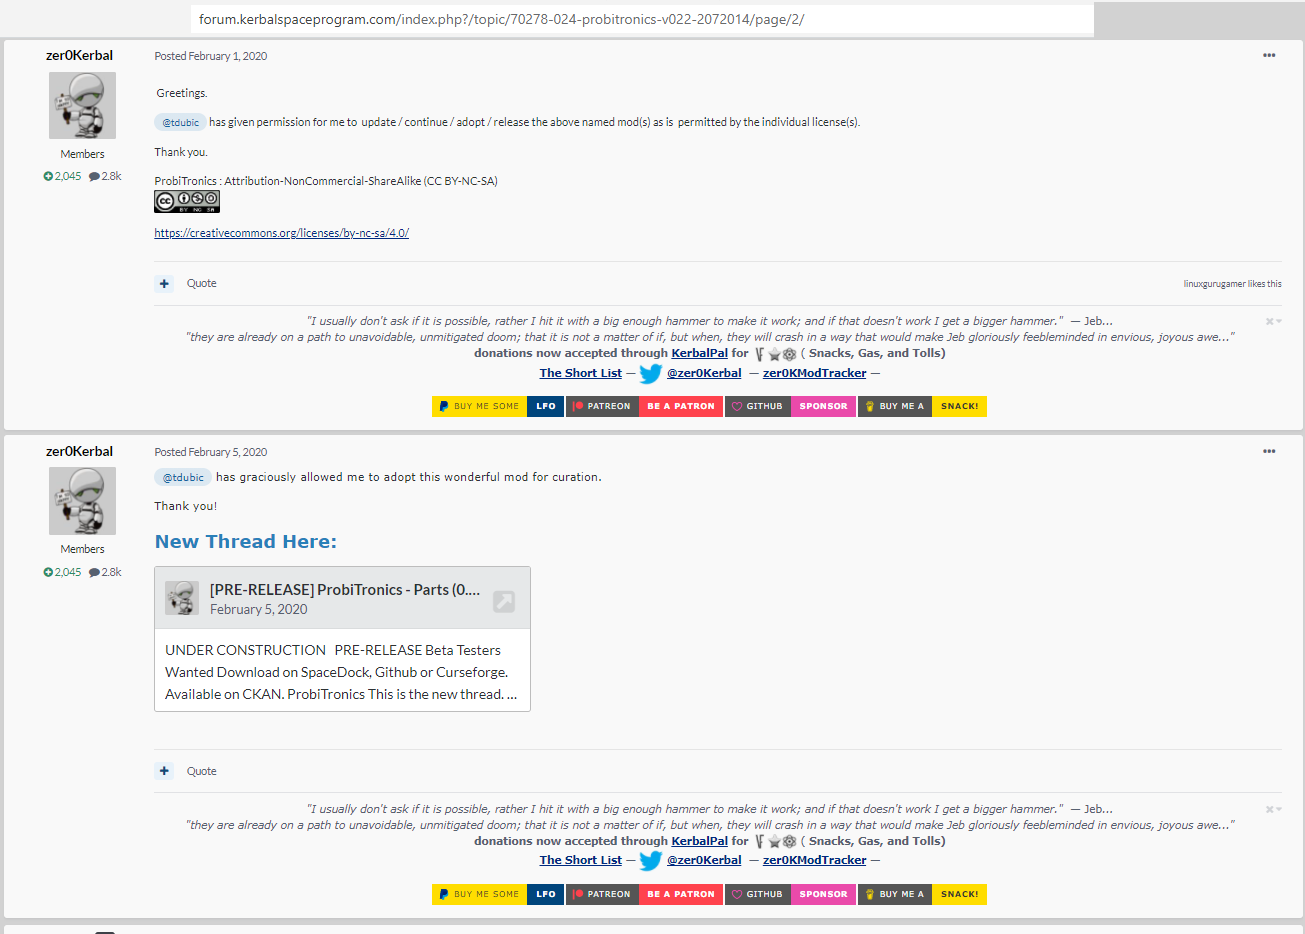 forum.kerbalspaceprogram.com/index.php?/topic/70278-024-probitronics-v022-2072014/page/2/
zer0Kerbal
Posted February 1, 2020
Members
2,045 2.8k
Greetings.
@tdubic has given permission for me to update / continue / adopt / release the above named mod(s) as is permitted by the individual license(s).
Thank you.
ProbiTronics : Attribution-NonCommercial-ShareAlike (CC BY-NC-SA)
cc BY NC SA
https://creativecommons.org/licenses/by-nc-sa/4.0/
+ Quote
linuxgurugamer likes this
"I usually don't ask if it is possible, rather I hit it with a big enough hammer to make it work; and if that doesn't work I get a bigger hammer." — Jeb...
"they are already on a path to unavoidable, unmitigated doom; that it is not a matter of if, but when, they will crash in a way that would make Jeb gloriously feebleminded in envious, joyous awe..."
donations now accepted through KerbalPal for ( Snacks, Gas, and Tolls)
The Short List — @zer0Kerbal — zer0KModTracker —
BUY ME SOME LFO PATREON BE A PATRON GITHUB SPONSOR BUY ME A SNACK!
zer0Kerbal
Posted February 5, 2020
Members
2,045 2.8k
@tdubic has graciously allowed me to adopt this wonderful mod for curation.
Thank you!
New Thread Here:
[PRE-RELEASE] ProbiTronics - Parts (0....
February 5, 2020
UNDER CONSTRUCTION PRE-RELEASE Beta Testers
Wanted Download on SpaceDock, Github or Curseforge.
Available on CKAN. ProbiTronics This is the new thread. ...
+ Quote
"I usually don't ask if it is possible, rather I hit it with a big enough hammer to make it work; and if that doesn't work I get a bigger hammer." — Jeb...
"they are already on a path to unavoidable, unmitigated doom; that it is not a matter of if, but when, they will crash in a way that would make Jeb gloriously feebleminded in envious, joyous awe..."
donations now accepted through KerbalPal for ( Snacks, Gas, and Tolls)
The Short List — @zer0Kerbal — zer0KModTracker —
BUY ME SOME LFO PATREON BE A PATRON GITHUB SPONSOR BUY ME A SNACK!